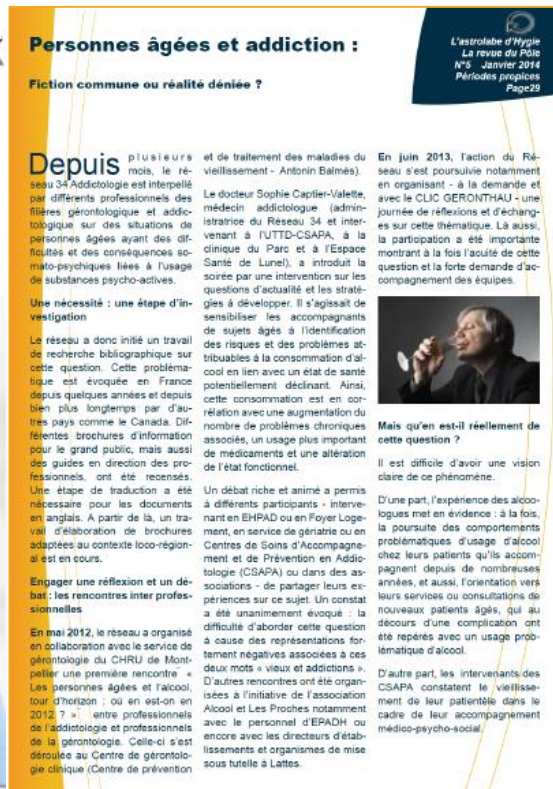 Personnes âgées et addiction :
Fiction commune ou réalité déniée ?
L'astrolabe d'Hygie
La revue du Pôle
N°5 Janvier 2014
Périodes propices
Page29
Depuis plusieurs
mois, le ré-
seau 34 Addictologie est interpellé
par différents professionnels des
filières gérontologique et addic-
tologique sur des situations de
personnes âgées ayant des dif-
ficultés et des conséquences so-
mato-psychiques liées à l'usage
de substances psycho-actives.
Une nécessité : une étape d'in-
vestigation
Le réseau a donc initié un travail
de recherche bibliographique sur
cette question. Cette probléma-
tique est évoquée en France
depuis quelques années et depuis
bien plus longtemps par d'au-
tres pays comme le Canada. Dif-
férentes brochures d'information
pour le grand public, mais aussi
des guides en direction des pro-
fessionnels, ont été recensés.
Une étape de traduction a été
nécessaire pour les documents
en anglais. A partir de là, un tra-
vail d'élaboration de brochures
adaptées au contexte loco-région-
al est en cours.
Engager une réflexion et un dé-
bat : les rencontres inter profes-
sionnelles
En mai 2012, le réseau a organisé
en collaboration avec le service de
gérontologie du CHRU de Mont-
pellier une première rencontre «
Les personnes âgées et l'alcool,
tour d'horizon : où en est-on en
2012 ? » entre professionnels
de l'addictologie et professionnels
de la gérontologie. Celle-ci s'est
déroulée au Centre de gérontolo-
gie clinique (Centre de prévention
et de traitement des maladies du
vieillissement - Antonin Balmès).
Le docteur Sophie Captier-Valette,
médecin addictologue (admin-
istratrice du Réseau 34 et inter-
venant à l'UTTD-CSAPA, à la
clinique du Parc et à l'Espace
Santé de Lunel), a introduit la
soirée par une intervention sur les
questions d'actualité et les straté-
gies à développer. Il s'agissait de
sensibiliser les accompagnants
de sujets âgés à l'identification
des risques et des problèmes at-
tribuables à la consommation d'al-
cool en lien avec un état de santé
potentiellement déclinant. Ainsi,
cette consommation est en cor-
rélation avec une augmentation du
nombre de problèmes chroniques
associés, un usage plus important
de médicaments et une altération
de l'état fonctionnel.
Un débat riche et animé a permis
à différents participants - interve-
nant en EHPAD ou en Foyer Loge-
ment, en service de gériatrie ou en
Centres de Soins d'Accompagne-
ment et de Prévention en Addic-
tologie (CSAPA) ou dans des as-
sociations - de partager leurs ex-
périences sur ce sujet. Un constat
a été unanimement évoqué : la
difficulté d'aborder cette question
à cause des représentations for-
tement négatives associées à ces
deux mots « vieux et addictions ».
D'autres rencontres ont été organ-
isées à l'initiative de l'association
Alcool et Les Proches notamment
avec le personnel d'EPADH ou
encore avec les directeurs d'étab-
lissements et organismes de mise
sous tutelle à Lattes.
En juin 2013, l'action du Ré-
seau s'est poursuivie notamment
en organisant - à la demande et
avec le CLIC GERONTHAU - une
journée de réflexions et d'échang-
es sur cette thématique. Là aussi,
la participation a été importante
montrant à la fois l'acuité de cette
question et la forte demande d'ac-
compagnement des équipes.
Mais qu'en est-il réellement de
cette question ?
Il est difficile d'avoir une vision
claire de ce phénomène.
D'une part, l'expérience des alcoo-
logues met en évidence : à la fois,
la poursuite des comportements
problématiques d'usage d'alcool
chez leurs patients qu'ils accom-
pagnent depuis de nombreuses
années, et aussi, l'orientation vers
leurs services ou consultations de
nouveaux patients âgés, qui au
décours d'une complication ont
été repérés avec un usage pro-
blématique d'alcool.
D'autre part, les intervenants des
CSAPA constatent le vieillisse-
ment de leur patientèle dans le
cadre de leur accompagnement
médico-psycho-social.